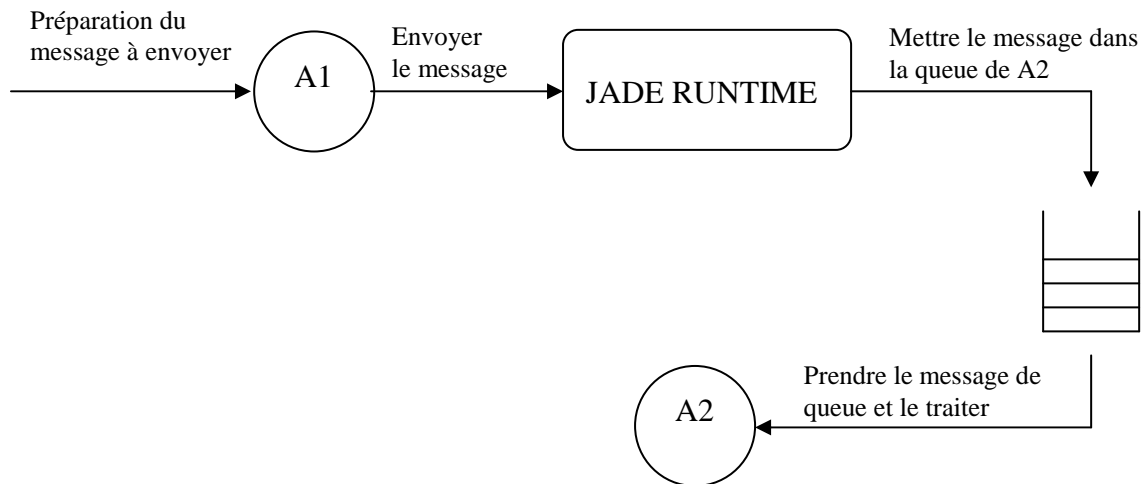 Préparation du
message à envoyer
A1
Envoyer
le message
JADE RUNTIME
Mettre le message dans
la queue de A2
Prendre le message de
queue et le traiter
A2